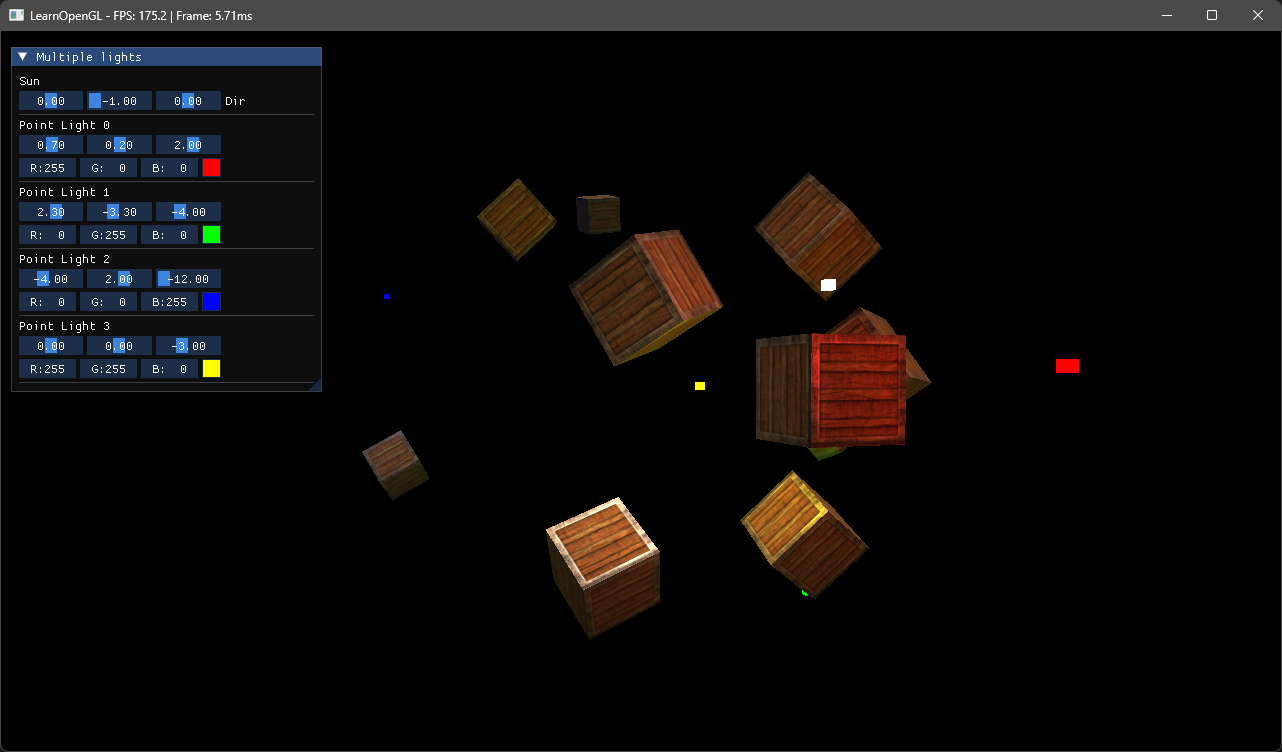 LearnOpenGL - FPS: 175.2 | Frame: 5.71ms
Multiple lights
Sun
0.00 -1.00 0.00 Dir
Point Light 0
0.70 0.20 2.00
R:255 G: 0 B: 0
Point Light 1
2.30 -3.30 -4.00
R: 0 G:255 B: 0
Point Light 2
-4.00 2.00 -12.00
R: 0 G: 0 B:255
Point Light 3
0.00 0.00 -3.00
R:255 G:255 B: 0